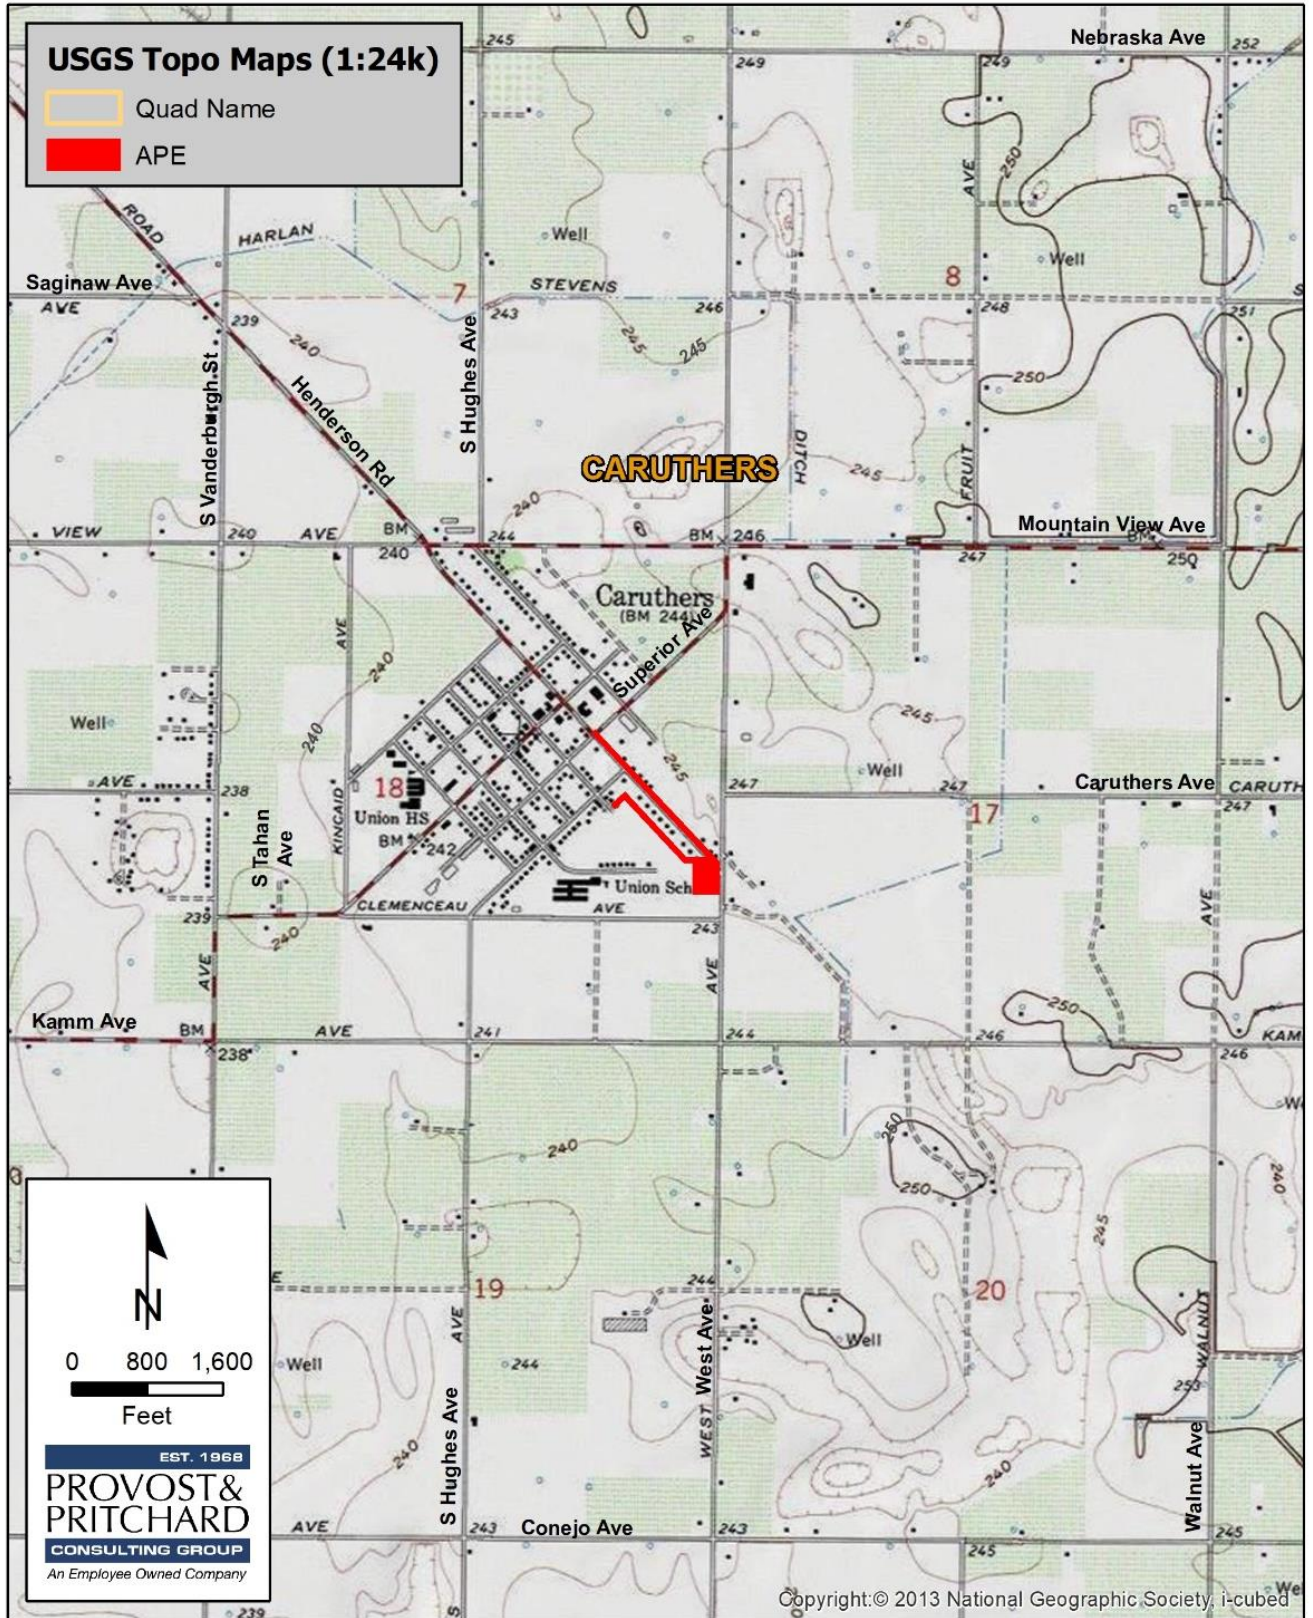 USGS Topo Maps (1:24k)
Quad Name
APE
245
Nebraska Ave
252
249
249
ROAD
HARLAN
Well
AVE
250
Well
Saginaw Ave
AVE
7
STEVENS
8
239
243
246
248
251
240
245
245
S Vanderburgh St
Henderson Rd
S Hughes Ave
250
CARUTHERS
DITCH
245
FRUIT
240
Mountain View Ave
VIEW
240
AVE
BM
240
244
BM
246
BM
247
250
Caruthers
(BM 244)
Superior Ave
AVE
240
240
Well
245
245
Well
AVE
238
18
Union HS
KINCAID
BM
242
247
247
Caruthers Ave
CARUTH
247
17
S Tahan
Ave
Union Sch
CLEMENCEAU
AVE
239
240
243
AVE
AVE
AVE
Kamm Ave
BM
AVE
238
241
244
250
246
KAM
246
240
250
250
240
245
N
0 800 1,600
Feet
EST. 1968
PROVOST&
PRITCHARD
CONSULTING GROUP
An Employee Owned Company
E
19
244
20
AVE
Well
244
West Ave
WEST
Well
WALNUT
253
240
S Hughes Ave
240
Walnut Ave
AVE
243
Conejo Ave
243
245
245
239
S
Copyright:© 2013 National Geographic Society, i-cubed